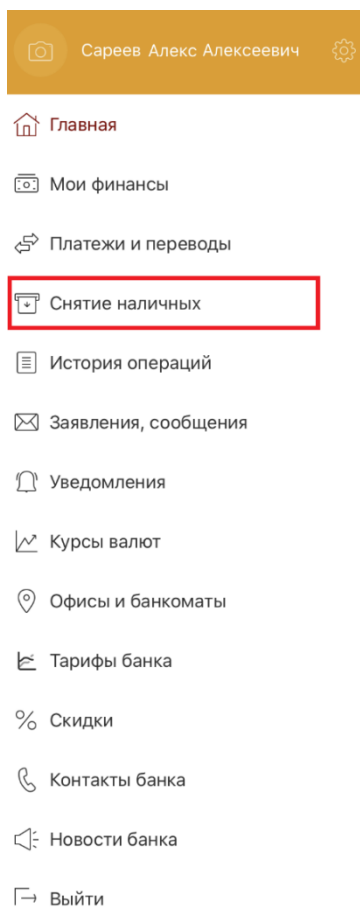 Сареев Алекс Алексеевич
Главная
Мои финансы
Платежи и переводы
Снятие наличных
История операций
Заявления, сообщения
Уведомления
Курсы валют
Офисы и банкоматы
Тарифы банка
Скидки
Контакты банка
Новости банка
Выйти